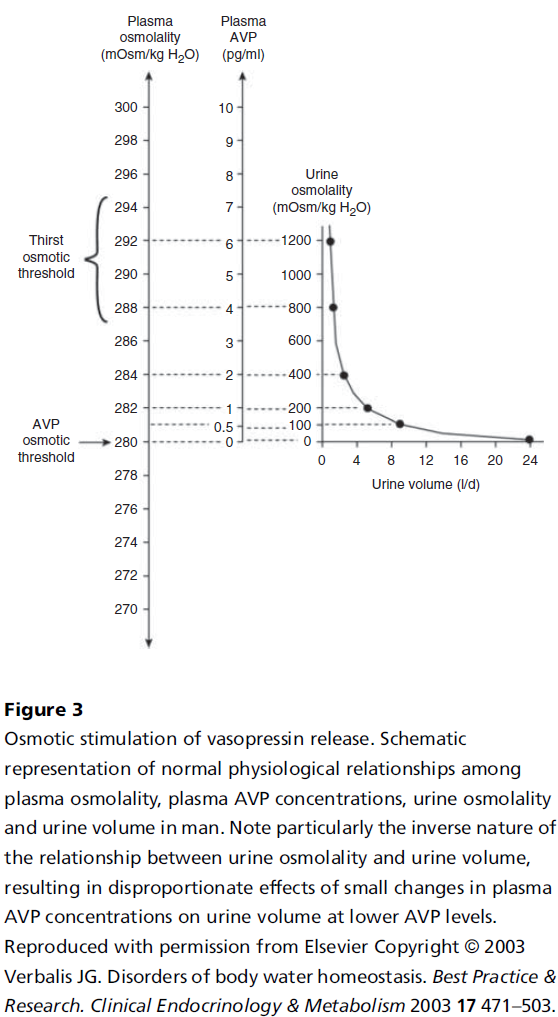 Plasma
osmolality
(mOsm/kg H₂O)
Plasma
AVP
(pg/ml)
300
298
296
294
292
290
288
286
284
282
280
278
276
274
272
270
10
9
8
7
6
5
4
3
2
1
0.5
0
Thirst
osmotic
threshold
AVP
osmotic
threshold
Urine
osmolality
(mOsm/kg H₂O)
1200
1000
800
600
400
200
100
0
0 4 8 12 16 20 24
Urine volume (l/d)
Figure 3
Osmotic stimulation of vasopressin release. Schematic
representation of normal physiological relationships among
plasma osmolality, plasma AVP concentrations, urine osmolality
and urine volume in man. Note particularly the inverse nature of
the relationship between urine osmolality and urine volume,
resulting in disproportionate effects of small changes in plasma
AVP concentrations on urine volume at lower AVP levels.
Reproduced with permission from Elsevier Copyright © 2003
Verbalis JG. Disorders of body water homeostasis. Best Practice &
Research. Clinical Endocrinology & Metabolism 2003 17 471–503.